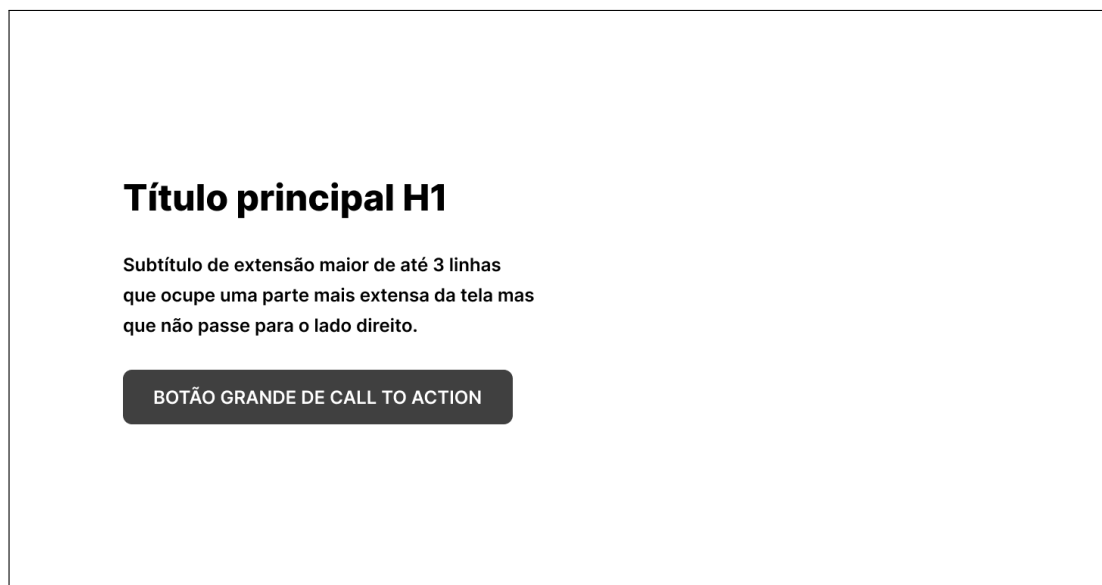 Título principal H1
Subtítulo de extensão maior de até 3 linhas
que ocupe uma parte mais extensa da tela mas
que não passe para o lado direito.
BOTÃO GRANDE DE CALL TO ACTION